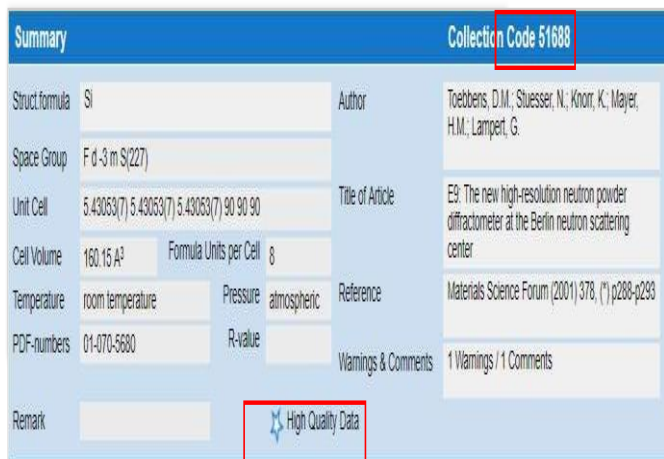 Summary Collection Code 51688
Struct.formula Si
Author Toebbens, D.M.; Stuesser, N.; Knorr, K.; Mayer,
H.M.; Lampert, G.
Space Group F d -3 m S(227)
Unit Cell 5.43053(7) 5.43053(7) 5.43053(7) 90 90 90
Title of Article E9: The new high-resolution neutron powder
diffractometer at the Berlin neutron scattering
center
Cell Volume 160.15 A³ Formula Units per Cell 8
Temperature room temperature Pressure atmospheric
Reference Materials Science Forum (2001) 378, (*) p288-p293
PDF-numbers 01-070-5680 R-value
Warnings & Comments 1 Warnings / 1 Comments
Remark High Quality Data